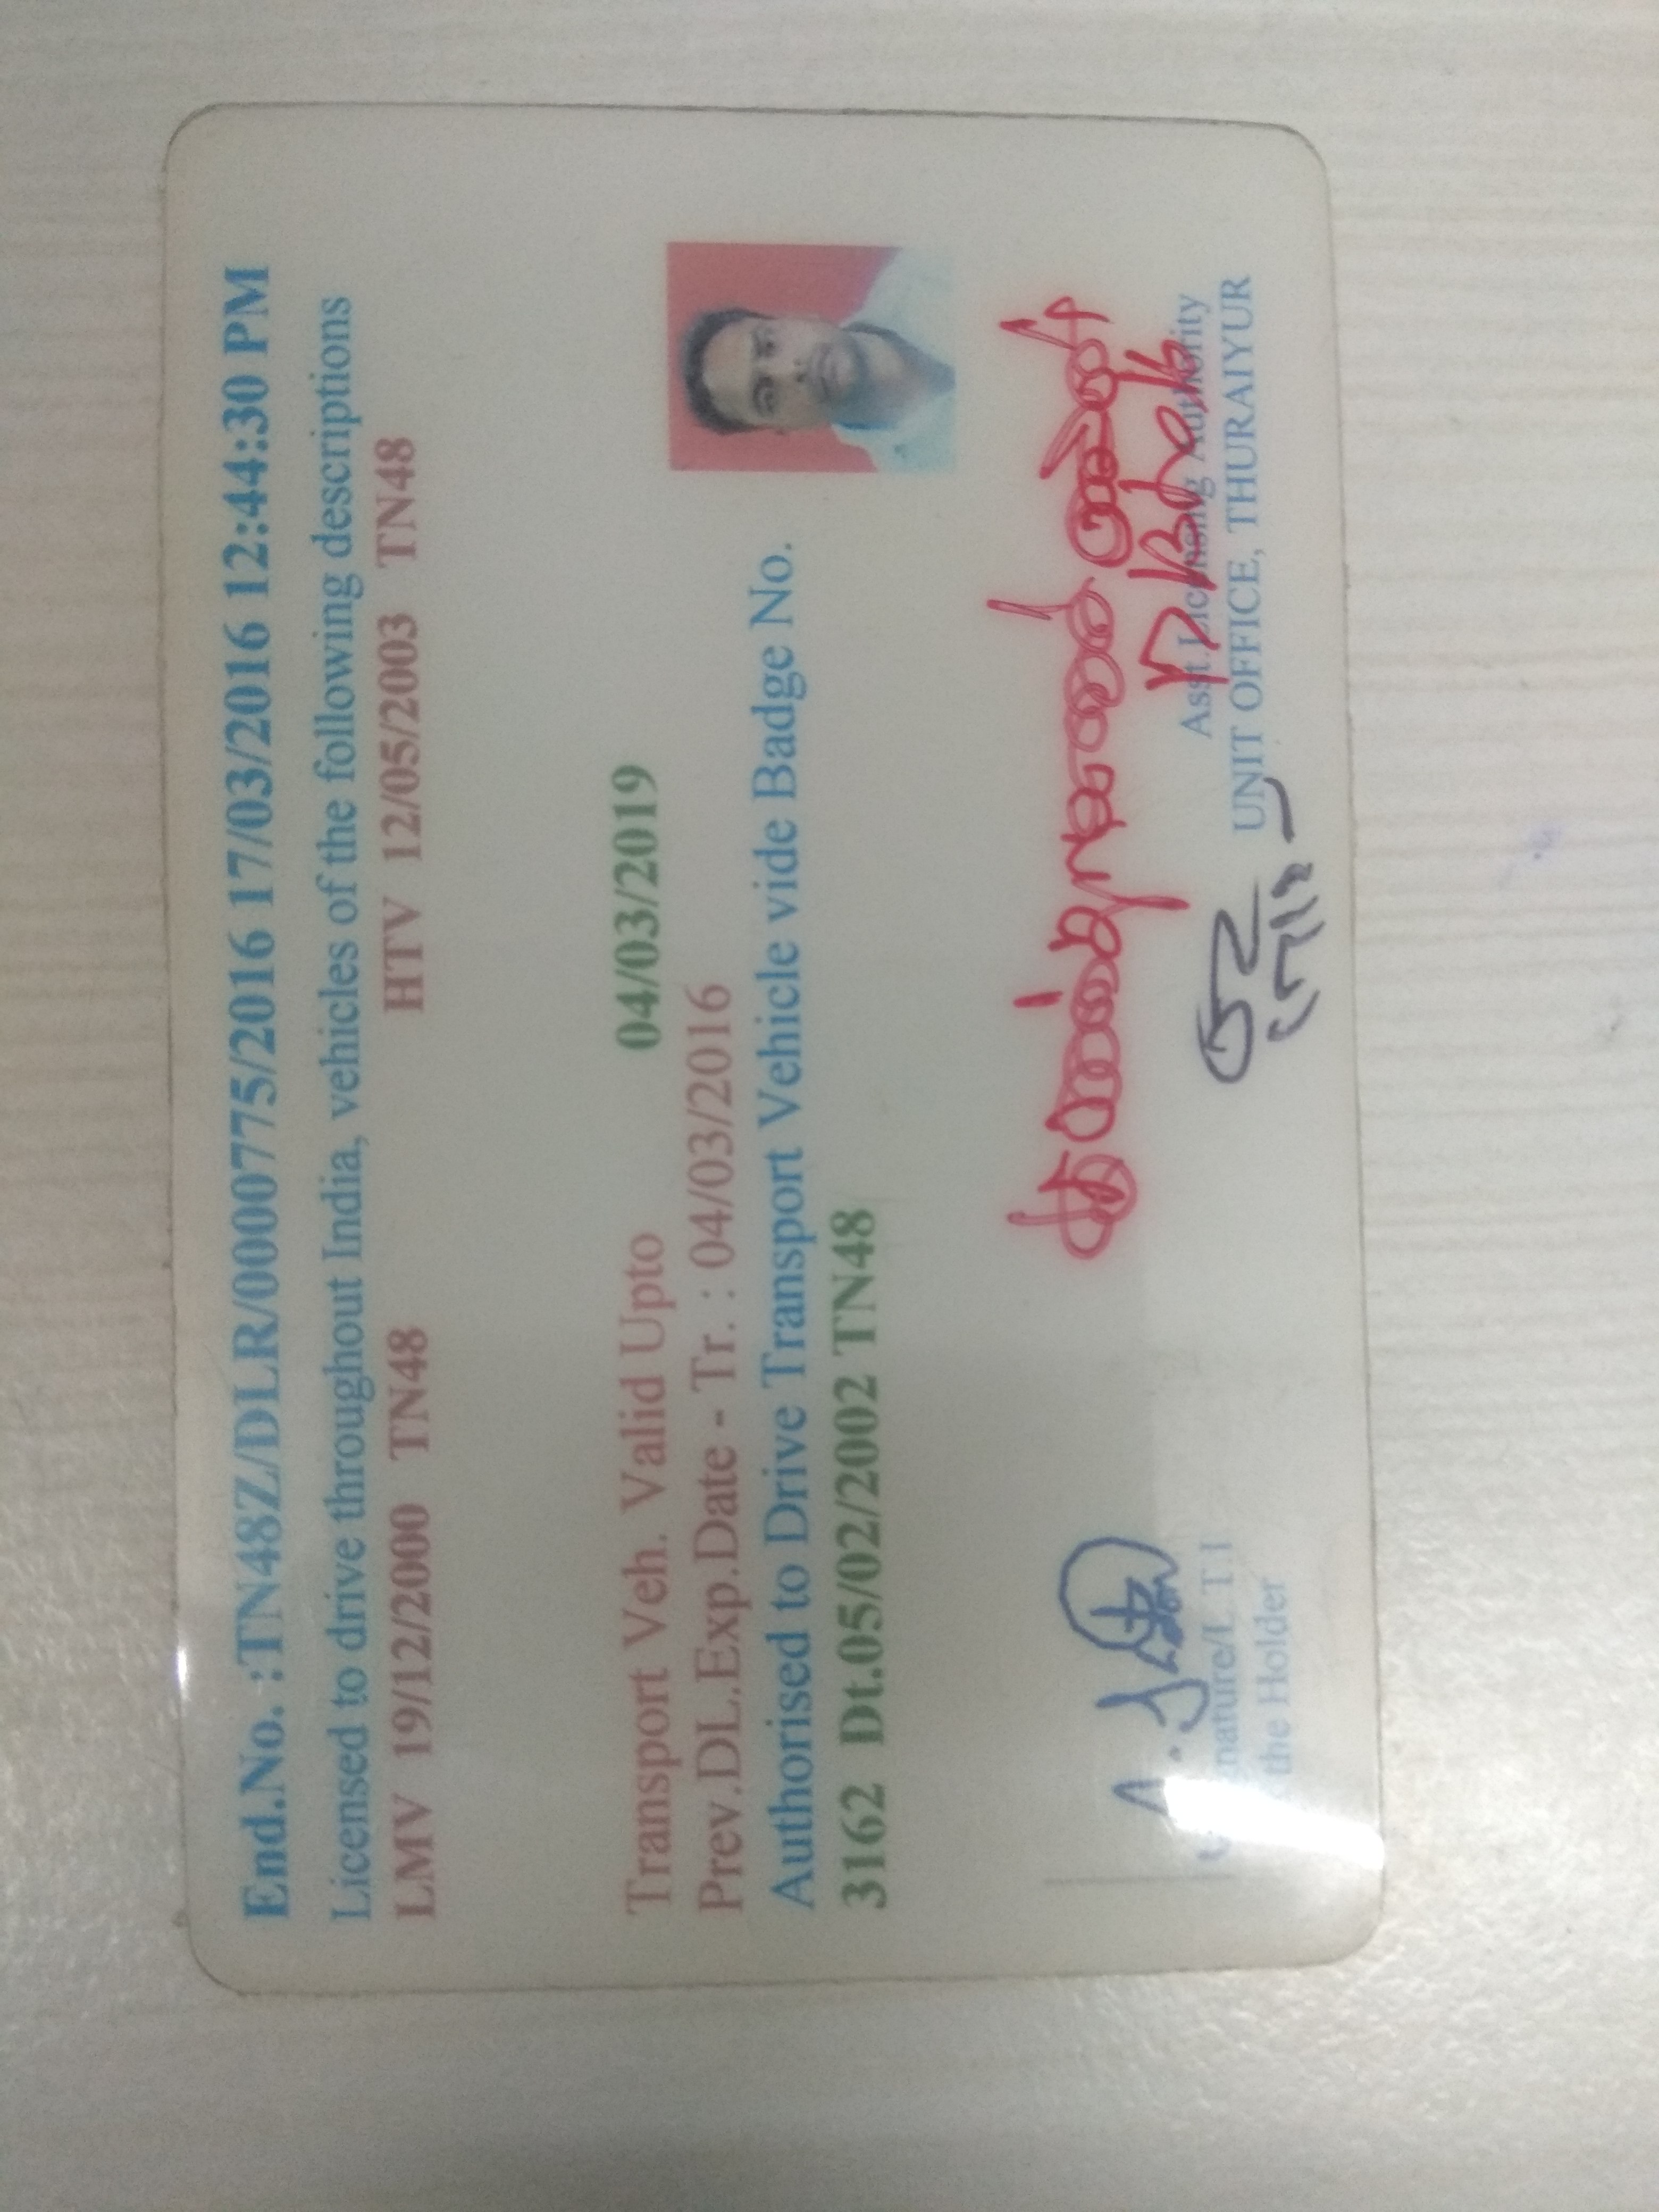 End.No. :TN48Z/DLR/0000775/2016 17/03/2016 12:44:30 PM
Licensed to drive throughout India, vehicles of the following descriptions
LMV 19/12/2000 TN48 HTV 12/05/2003 TN48
Transport Veh. Valid Upto 04/03/2019
Prev.DL.Exp.Date - Tr. : 04/03/2016
Authorised to Drive Transport Vehicle vide Badge No.
3162 Dt.05/02/2002 TN48
Asst.Licensing Authority
UNIT OFFICE, THURAIYUR
the Holder